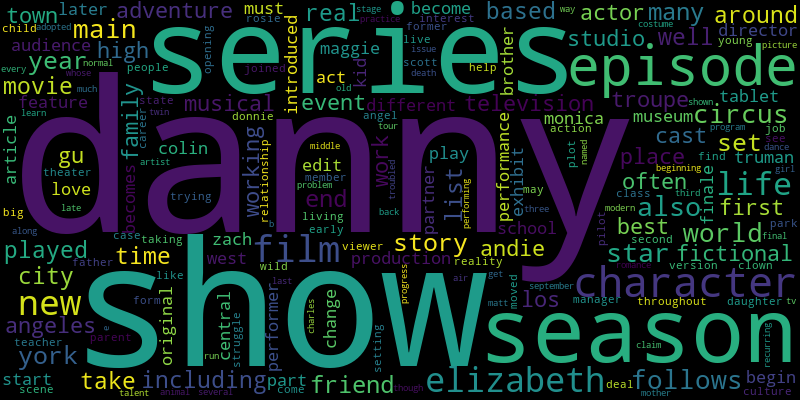 town later adventure real become based actor many around
child adopted rosie stage former interest way
main must practice costume
audience high series introduced maggie live issue studio well director
year people opening joined scott death brother young picture
movie kid old help episode
every normal whose act
feature much musical event different television troupe tablet
learn state twin donnie angel shown program see
article family career danny tour monica museum circus
gu colin middle action cast set job
theater artist edit play performance exhibit plot named place truman dance
love becomes working relationship member problem work partner list may find beginning girl
big trying end living troubled performing often finale life
late early back school class third
along b three pilot modern also first park
played case taking zach film viewer story andie best second world final
time father west production reality star fictional
city like wild progress version clown
new form original central show last air get september character romance
performer charles change matt moved los manager throughout daughter tv
angeles teacher e run struggle setting season claim recurring
york parent
start take including part friend elizabeth deal follows begin
scene talent animal several come though mother culture